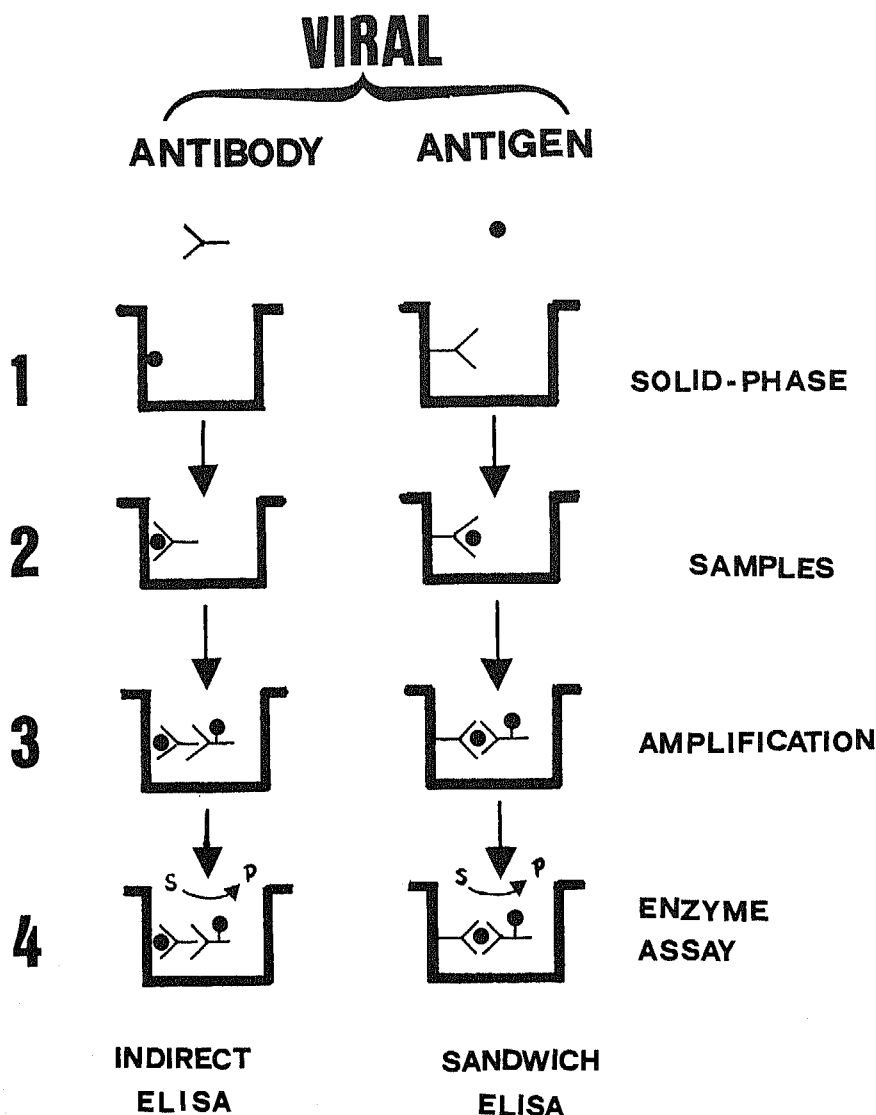 VIRAL
ANTIBODY ANTIGEN
1 SOLID-PHASE
2 SAMPLES
3 AMPLIFICATION
S P S P
4 ENZYME
ASSAY
INDIRECT SANDWICH
ELISA ELISA